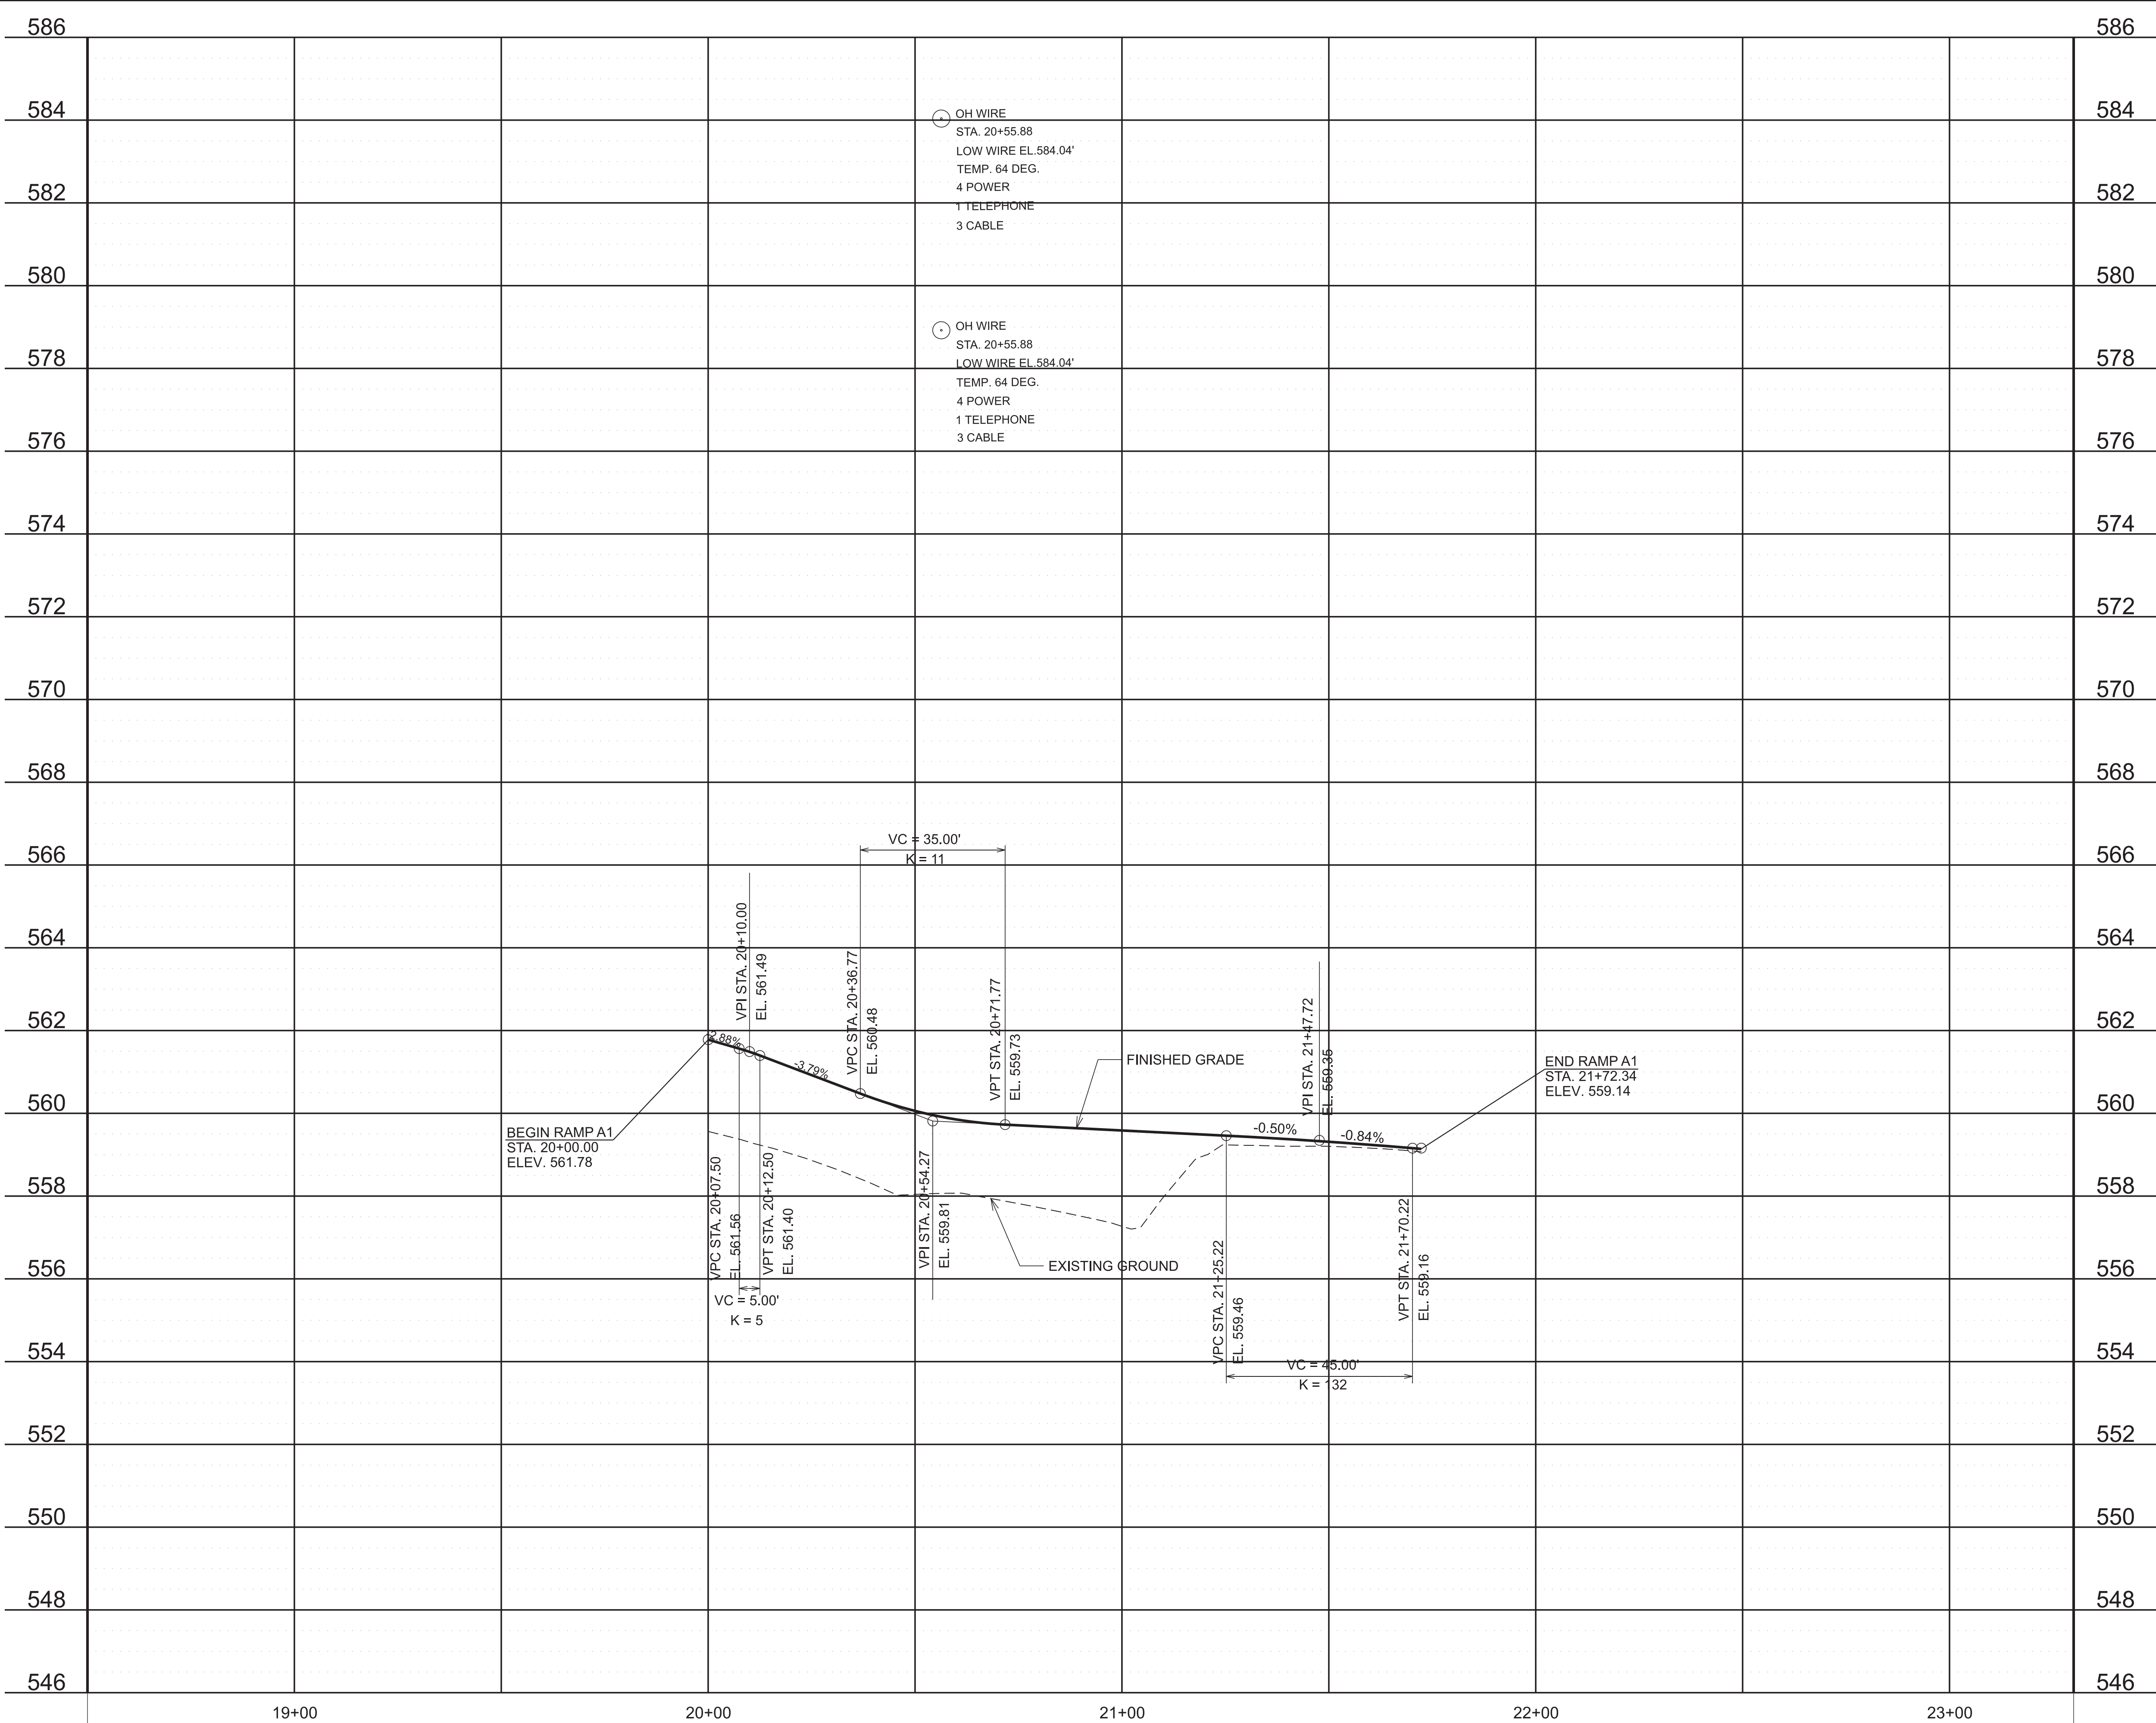 586
584
582
580
578
576
574
572
570
568
566
564
562
560
558
556
554
552
550
548
546
586
584
582
580
578
576
574
572
570
568
566
564
562
560
558
556
554
552
550
548
546
OH WIRE
STA. 20+55.88
LOW WIRE EL.584.04'
TEMP. 64 DEG.
4 POWER
1 TELEPHONE
3 CABLE
OH WIRE
STA. 20+55.88
LOW WIRE EL.584.04'
TEMP. 64 DEG.
4 POWER
1 TELEPHONE
3 CABLE
VC = 35.00'
K = 11
BEGIN RAMP A1
STA. 20+00.00
ELEV. 561.78
-2.88%
VPI STA. 20+10.00
EL. 561.49
-3.79%
VPC STA. 20+36.77
EL. 560.48
VPT STA. 20+71.77
EL. 559.73
FINISHED GRADE
VPI STA. 21+47.72
EL. 559.35
-0.50%
-0.84%
END RAMP A1
STA. 21+72.34
ELEV. 559.14
VPC STA. 20+07.50
EL. 561.56
VPT STA. 20+12.50
EL. 561.40
VC = 5.00'
K = 5
VPI STA. 20+54.27
EL. 559.81
EXISTING GROUND
VPC STA. 21+25.22
EL. 559.46
VPT STA. 21+70.22
EL. 559.16
VC = 45.00'
K = 132
19+00
20+00
21+00
22+00
23+00